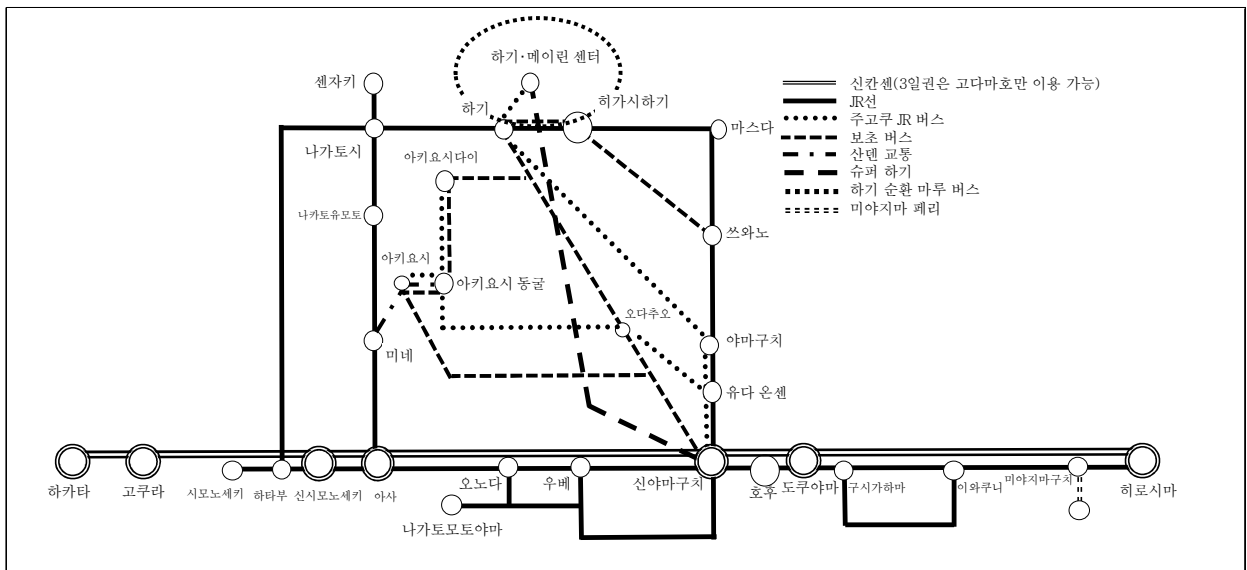 하기·메이린 센터
센자키
하기
히가시하기
신칸센(3일권은 고다마호만 이용 가능)
JR선
주고쿠 JR 버스
보초 버스
산덴 교통
슈퍼 하기
하기 순환 마루 버스
미야지마 페리
마스다
나가토시
아키요시다이
나카토유모토
쓰와노
아키요시
아키요시 동굴
오다추오
야마구치
미네
유다 온센
하카타
고쿠라
시모노세키
하타부
신시모노세키
아사
오노다
우베
신야마구치
호후
도쿠야마
구시가하마
이와쿠니
미야지마구치
히로시마
나가토모토야마